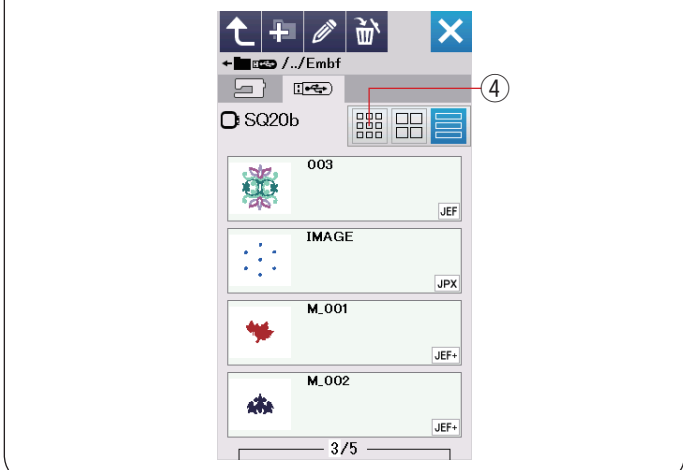 /../Embf
④
SQ20b
003
JEF
IMAGE
JPX
M_001
JEF+
M_002
JEF+
3/5